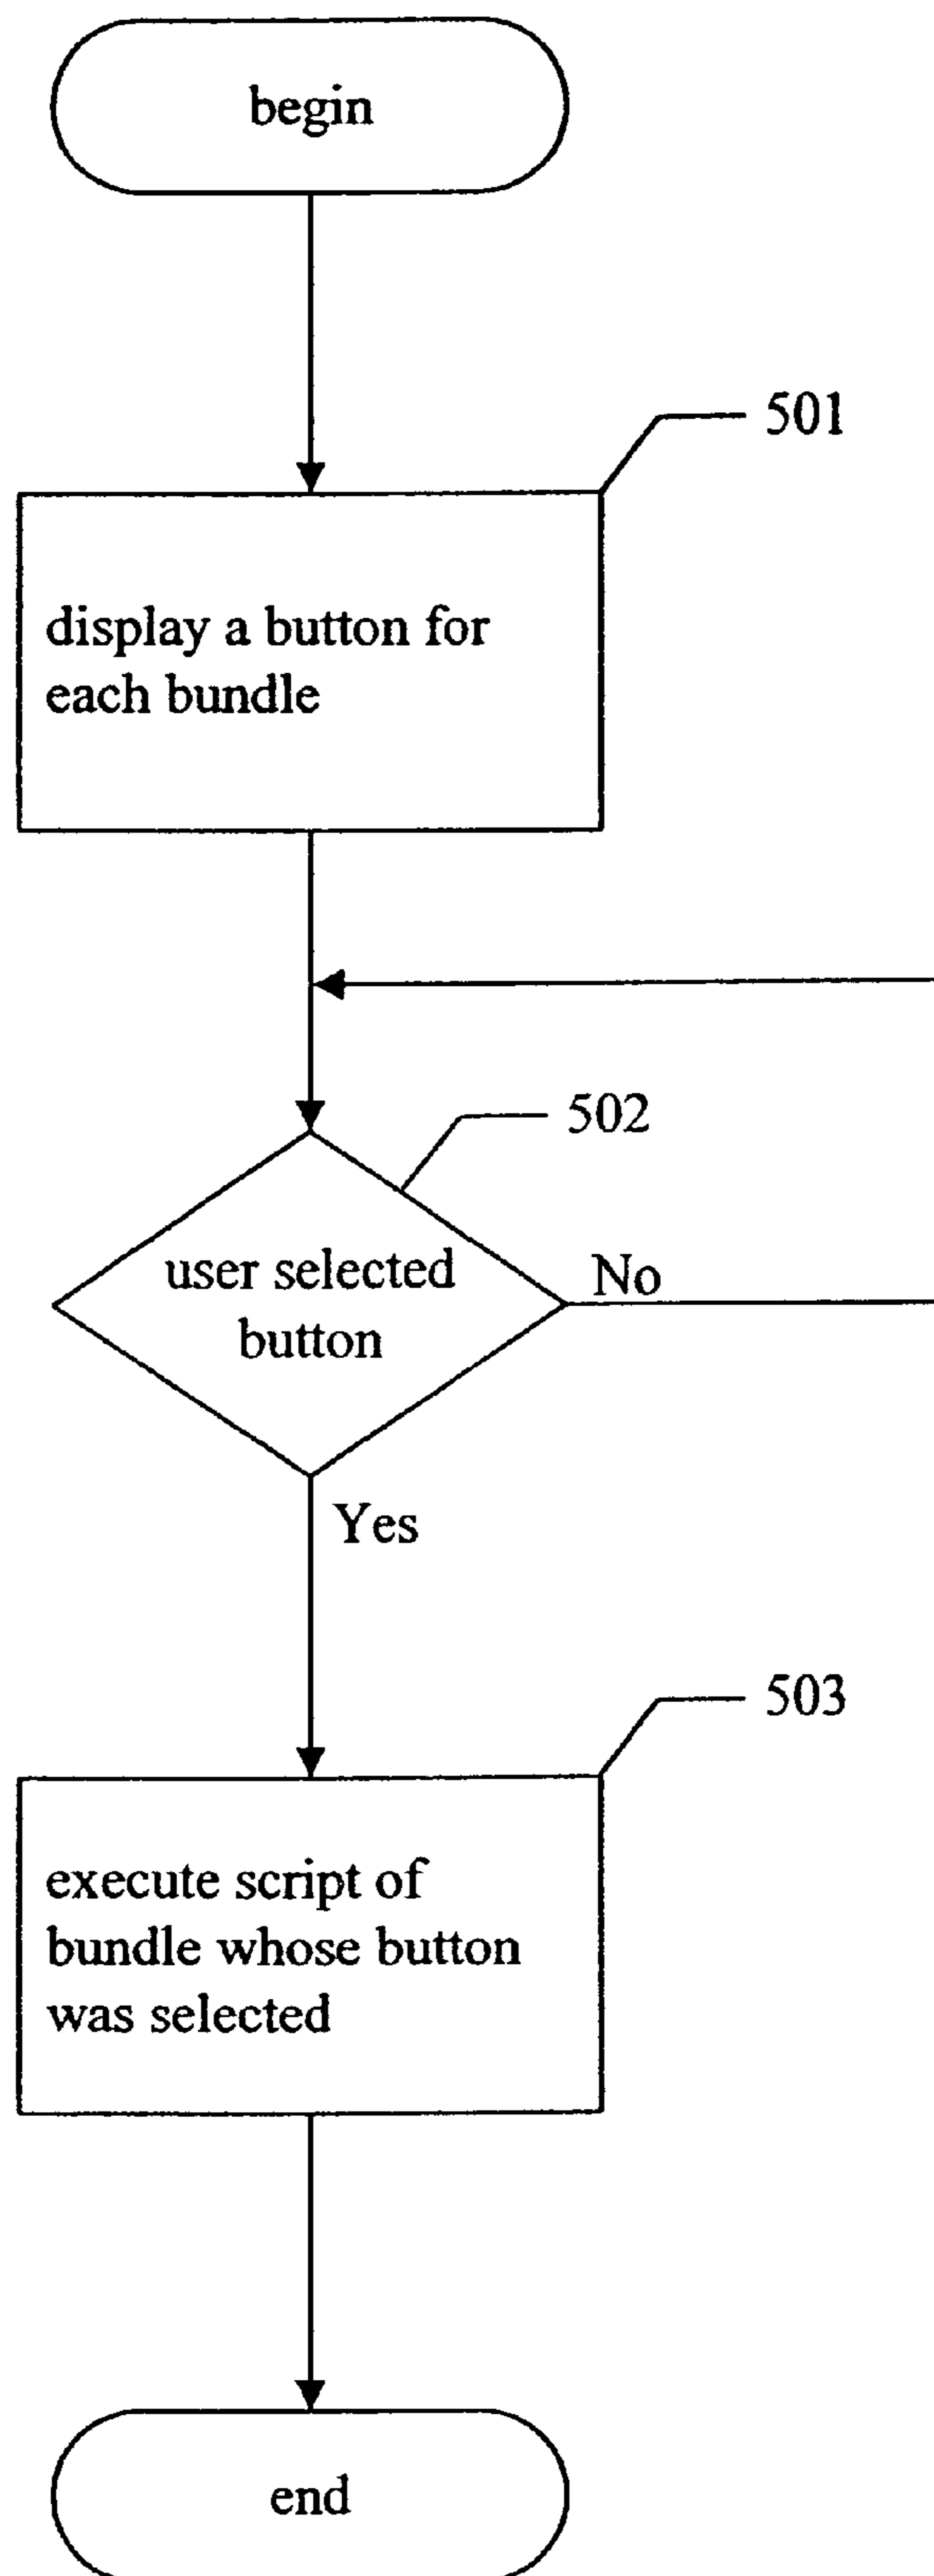 begin
501
display a button for
each bundle
502
user selected
button
No
Yes
503
execute script of
bundle whose button
was selected
end